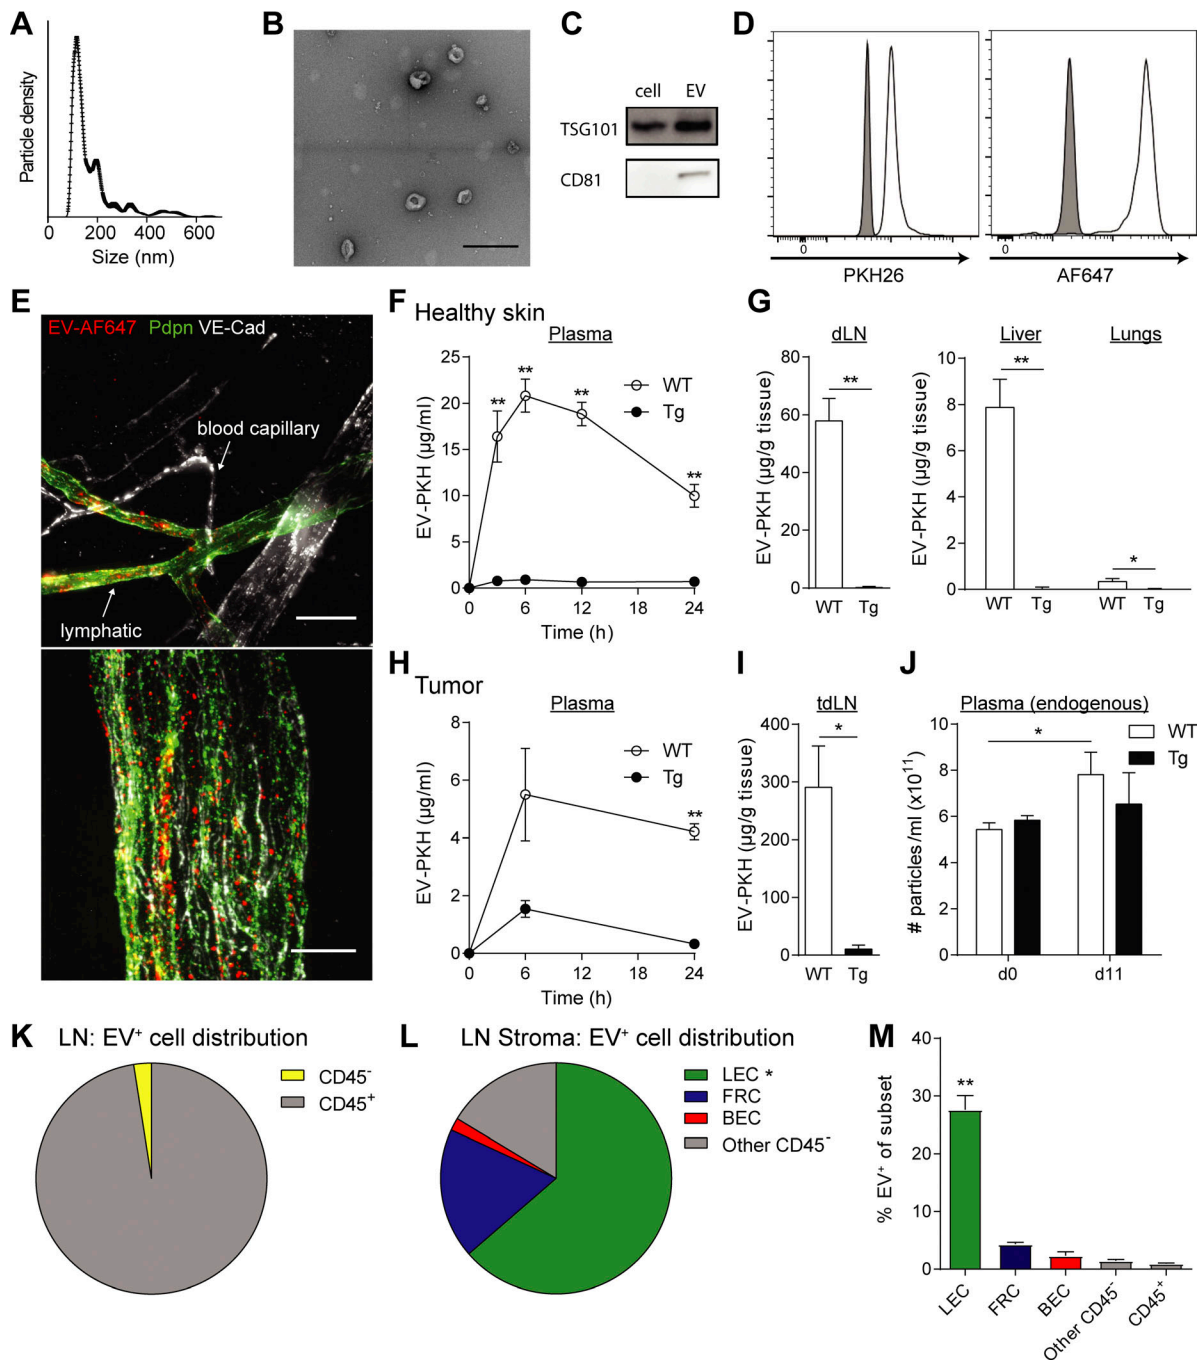 A
Particle density
0 200 400 600
Size (nm)
B
C
cell EV
TSG101
CD81
D
0
PKH26
0
AF647
E
EV-AF647 Pdpn VE-Cad
blood capillary
lymphatic
F Healthy skin
Plasma
EV-PKH (µg/ml)
25
20
15
10
5
0
** ** ** **
WT
Tg
0 6 12 18 24
Time (h)
G
dLN
EV-PKH (µg/g tissue)
80
60
40
20
0
**
WT Tg
Liver Lungs
EV-PKH (µg/g tissue)
10
8
6
4
2
0
** *
WT Tg WT Tg
H Tumor
Plasma
EV-PKH (µg/ml)
8
6
4
2
0
**
WT
Tg
0 6 12 18 24
Time (h)
I
tdLN
EV-PKH (µg/g tissue)
400
300
200
100
0
*
WT Tg
J
Plasma (endogenous)
# particles /ml (x10¹¹)
10
8
6
4
2
0
*
WT
Tg
d0 d11
K LN: EV⁺ cell distribution
CD45⁻
CD45⁺
L LN Stroma: EV⁺ cell distribution
LEC *
FRC
BEC
Other CD45⁻
M
% EV⁺ of subset
40
30
20
10
0
**
LEC FRC BEC Other CD45⁻ CD45⁺